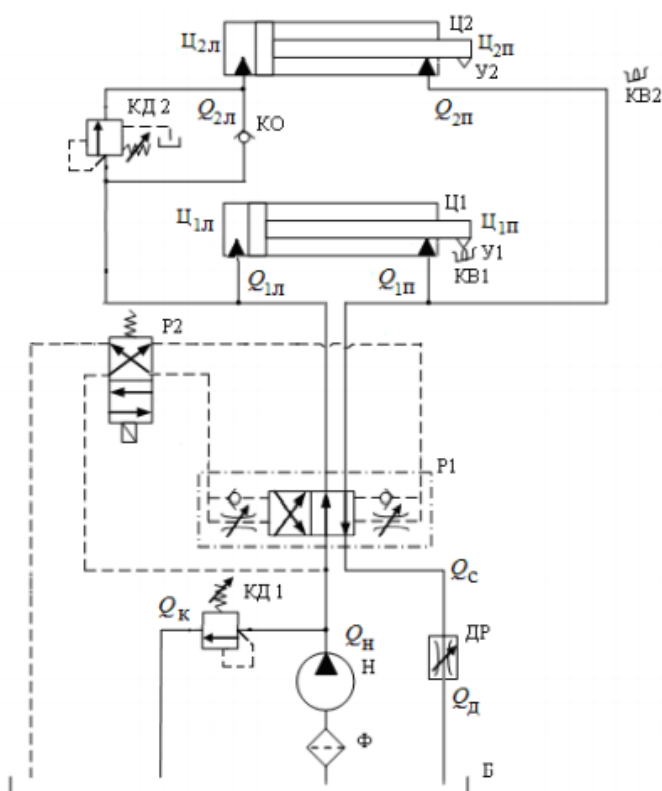 Ц2
Ц2л
Ц2п
У2
КВ2
КД 2
Q2л
КО
Q2п
Ц1
Ц1л
Ц1п
У1
КВ1
Q1л
Q1п
Р2
Р1
Qс
КД 1
Qк
Qн
Н
ДР
Qд
Ф
Б